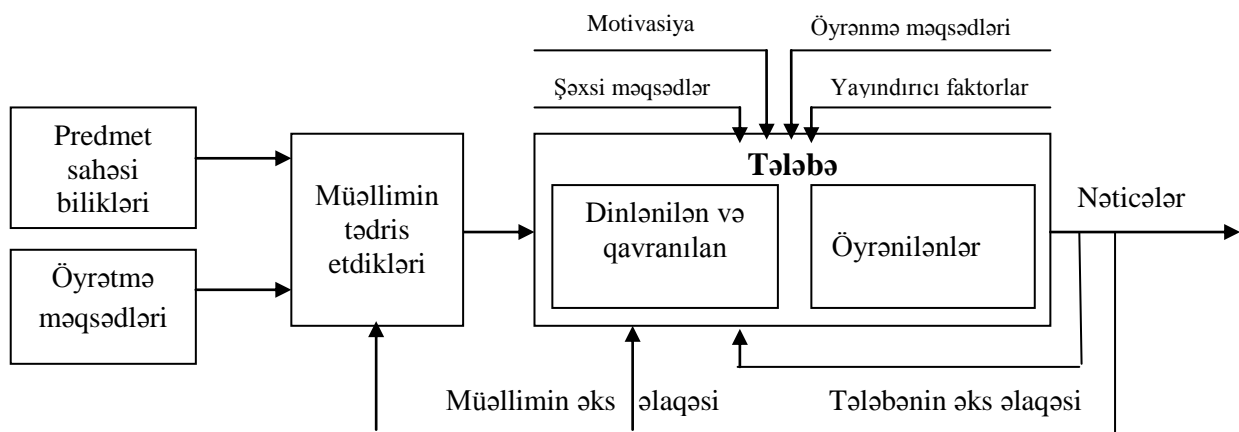 Motivasiya
Öyrənmə məqsədləri
Şəxsi məqsədlər
Yayındırıcı faktorlar
Predmet
sahəsi
bilikləri
Öyrətmə
məqsədləri
Müəllimin
tədris
etdikləri
Tələbə
Dinlənilən və
qavranılan
Öyrənilənlər
Nəticələr
Müəllimin əks əlaqəsi
Tələbənin əks əlaqəsi